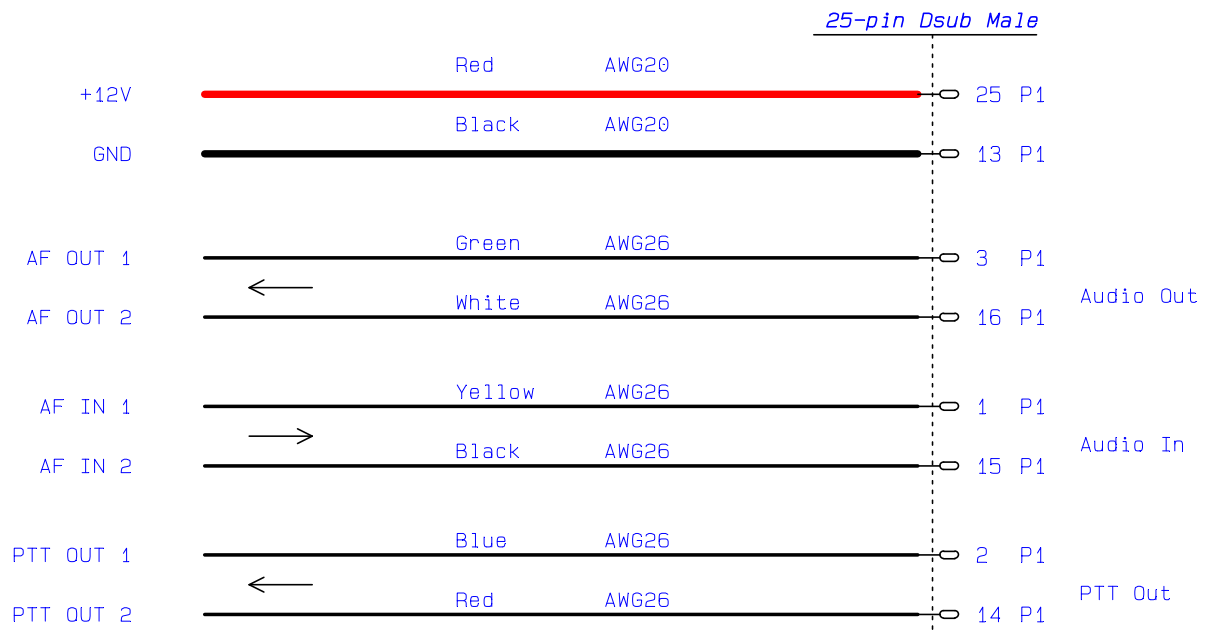 25-pin Dsub Male
Red AWG20
+12V 25 P1
Black AWG20
GND 13 P1
Green AWG26
AF OUT 1 3 P1
Audio Out
White AWG26
AF OUT 2 16 P1
Yellow AWG26
AF IN 1 1 P1
Audio In
Black AWG26
AF IN 2 15 P1
Blue AWG26
PTT OUT 1 2 P1
PTT Out
Red AWG26
PTT OUT 2 14 P1